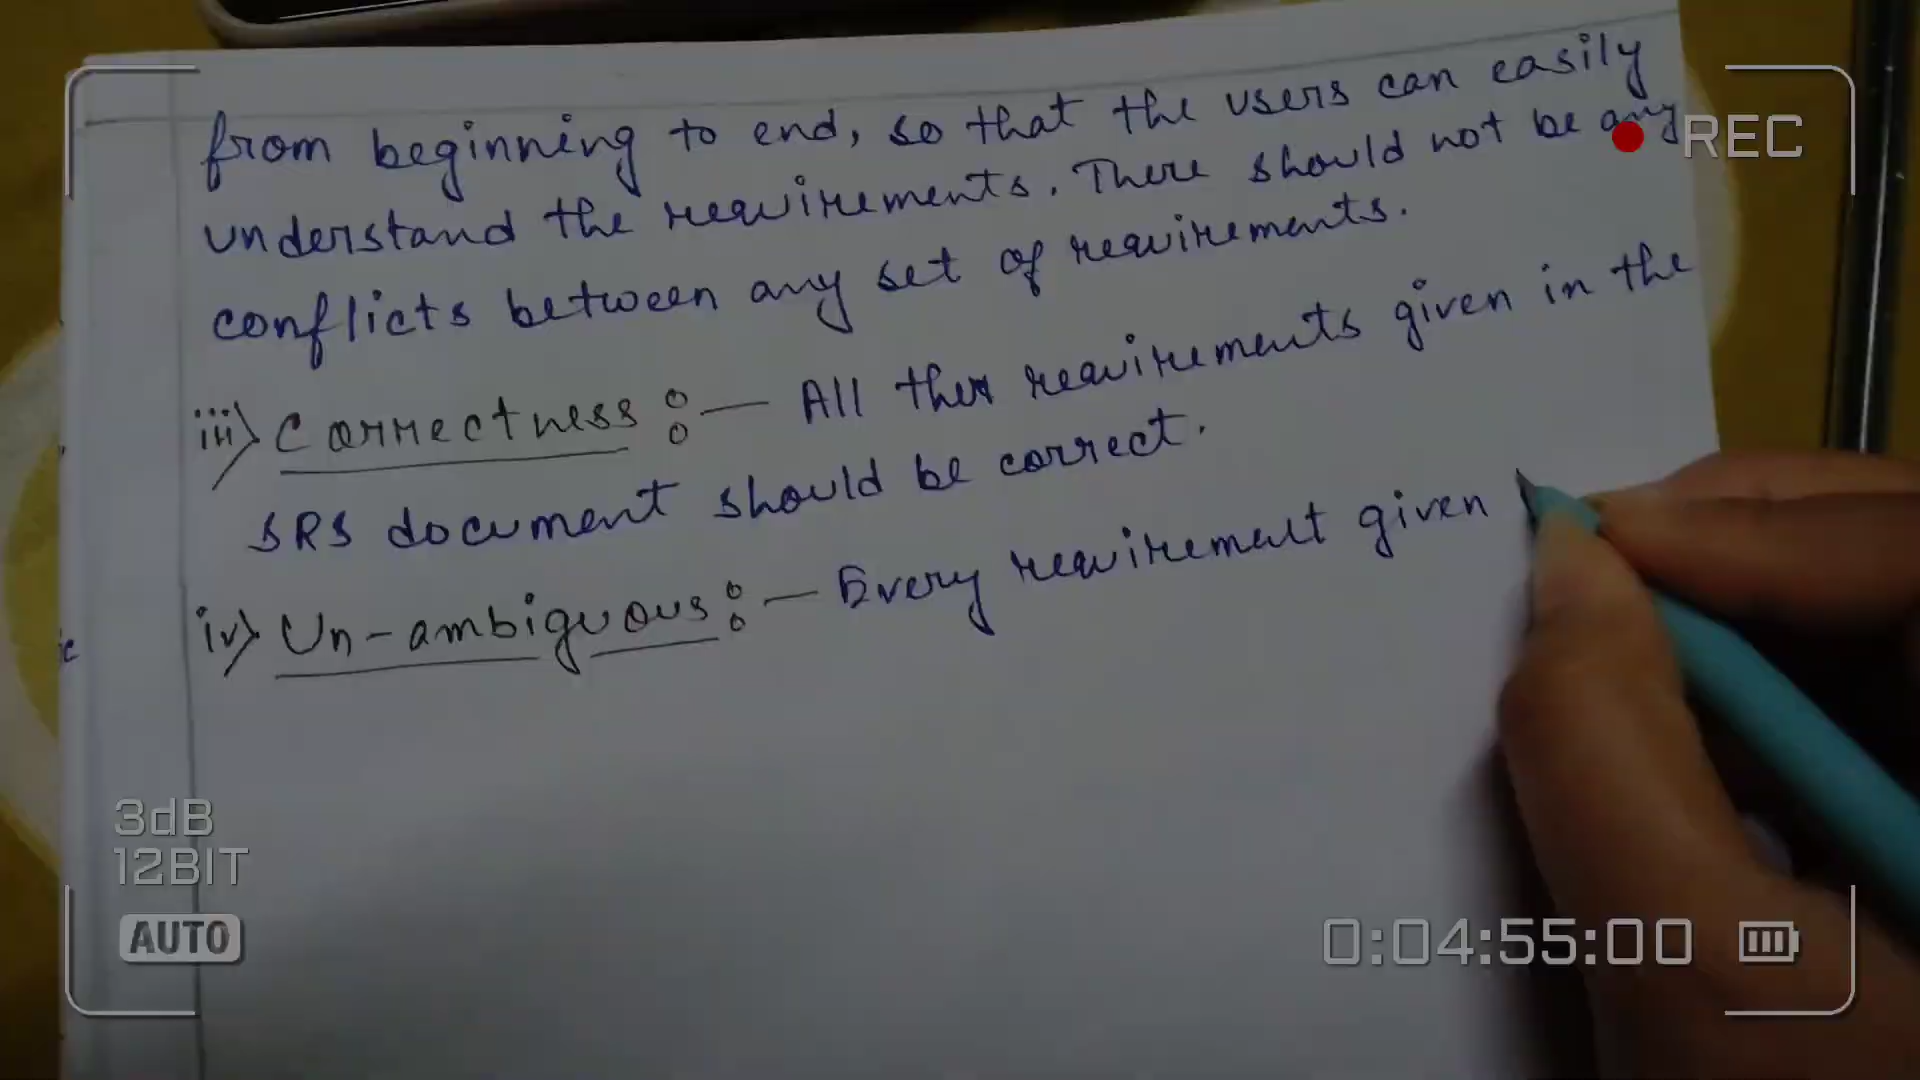 from beginning to end, so that the users can easily
understand the requirements. There should not be any
conflicts between any set of requirements.
iii) Correctness :— All the requirements given in the
SRS document should be correct.
iv) Un-ambiguous :— Every requirement given
REC
3dB
12BIT
AUTO
0:04:55:00